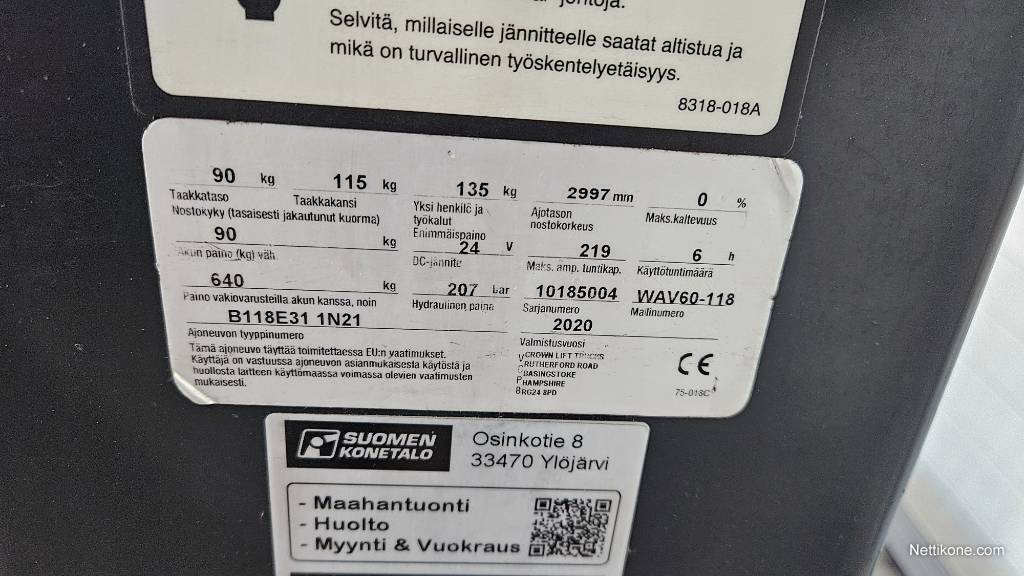 johtoja.
Selvitä, millaiselle jännitteelle saatat altistua ja
mikä on turvallinen työskentelyetäisyys.
8318-018A
90 kg 115 kg 135 kg 2997 mm 0 %
Taakkataso Taakkakansi
Nostokyky (tasaisesti jakautunut kuorma)
Yksi henkilö ja
työkalut
Enimmäispaino
Ajotason
nostokorkeus
Maks.kaltevuus
90 kg 24 V 219 6 h
Akun paino (kg) väh.
DC-jännite
Maks. amp. tuntikap.
Käyttötuntimäärä
640 kg 207 bar 10185004 WAV60-118
Paino vakiovarusteilla akun kanssa, noin
Hydraulinen paine
Sarjanumero
Mallinumero
B118E31 1N21 2020
Ajoneuvon tyyppinumero
Valmistusvuosi
Tämä ajoneuvo täyttää toimitettaessa EU:n vaatimukset.
Käyttäjä on vastuussa ajoneuvon asianmukaisesta käytöstä ja
huollosta laitteen käyttömaassa voimassa olevien vaatimusten
mukaisesti.
CROWN LIFT TRUCKS
RUTHERFORD ROAD
BASINGSTOKE
HAMPSHIRE
RG24 8PD
CE
75-018C
SUOMEN
KONETALO
Osinkotie 8
33470 Ylöjärvi
- Maahantuonti
- Huolto
- Myynti & Vuokraus
Nettikone.com